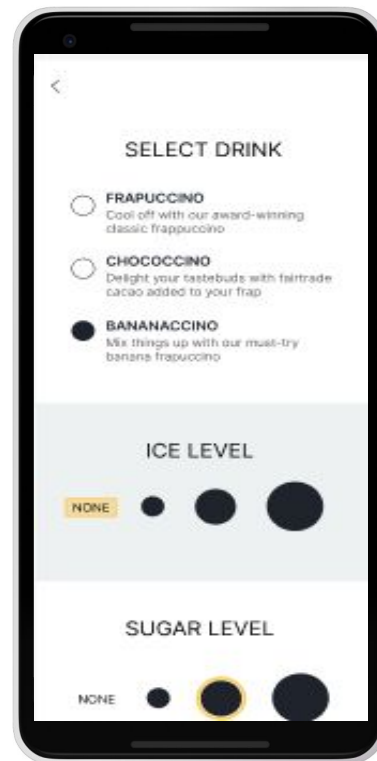 SELECT DRINK
FRAPUCCINO
Cool off with our award-winning
classic frappuccino
CHOCOCCINO
Delight your tastebuds with fairtrade
cacao added to your frap
BANANACCINO
Mix things up with our must-try
banana frapuccino
ICE LEVEL
NONE
SUGAR LEVEL
NONE